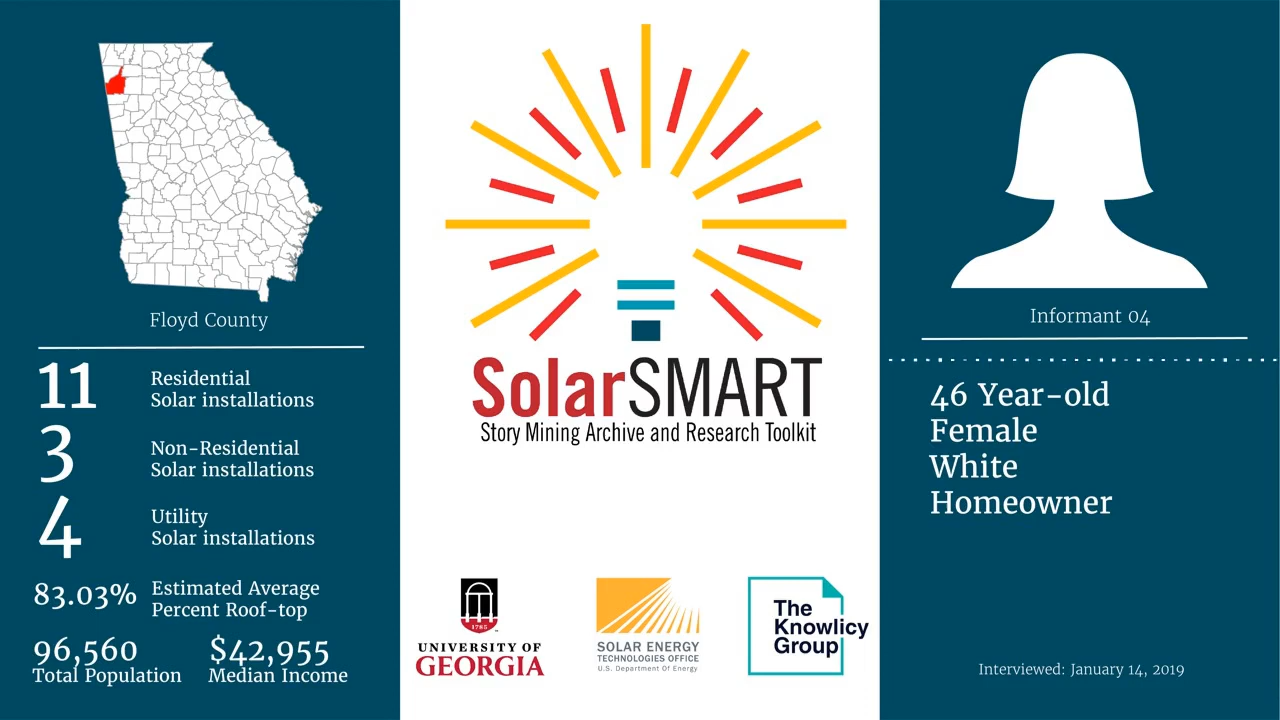 Floyd County
11
Residential
Solar installations
3
Non-Residential
Solar installations
4
Utility
Solar installations
83.03%
Estimated Average
Percent Roof-top
96,560
Total Population
$42,955
Median Income
SolarSMART
Story Mining Archive and Research Toolkit
1785
UNIVERSITY OF
GEORGIA
SOLAR ENERGY
TECHNOLOGIES OFFICE
U.S. Department Of Energy
The
Knowlicy
Group
Informant 04
46 Year-old
Female
White
Homeowner
Interviewed: January 14, 2019